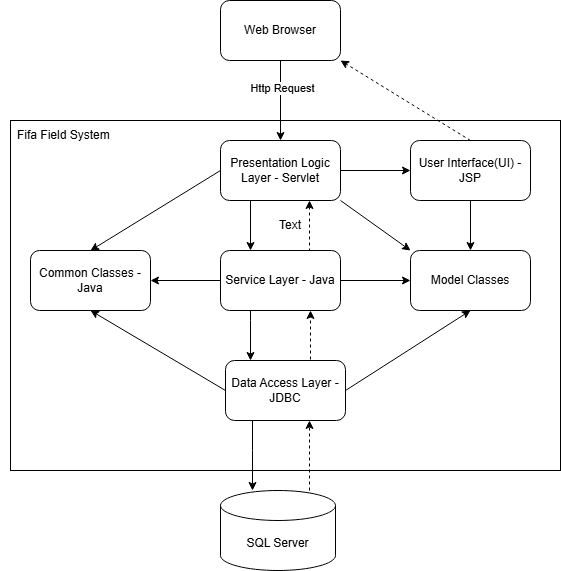 Web Browser
Http Request
Fifa Field System
Presentation Logic
Layer - Servlet
User Interface(UI) -
JSP
Text
Common Classes -
Java
Service Layer - Java
Model Classes
Data Access Layer -
JDBC
SQL Server